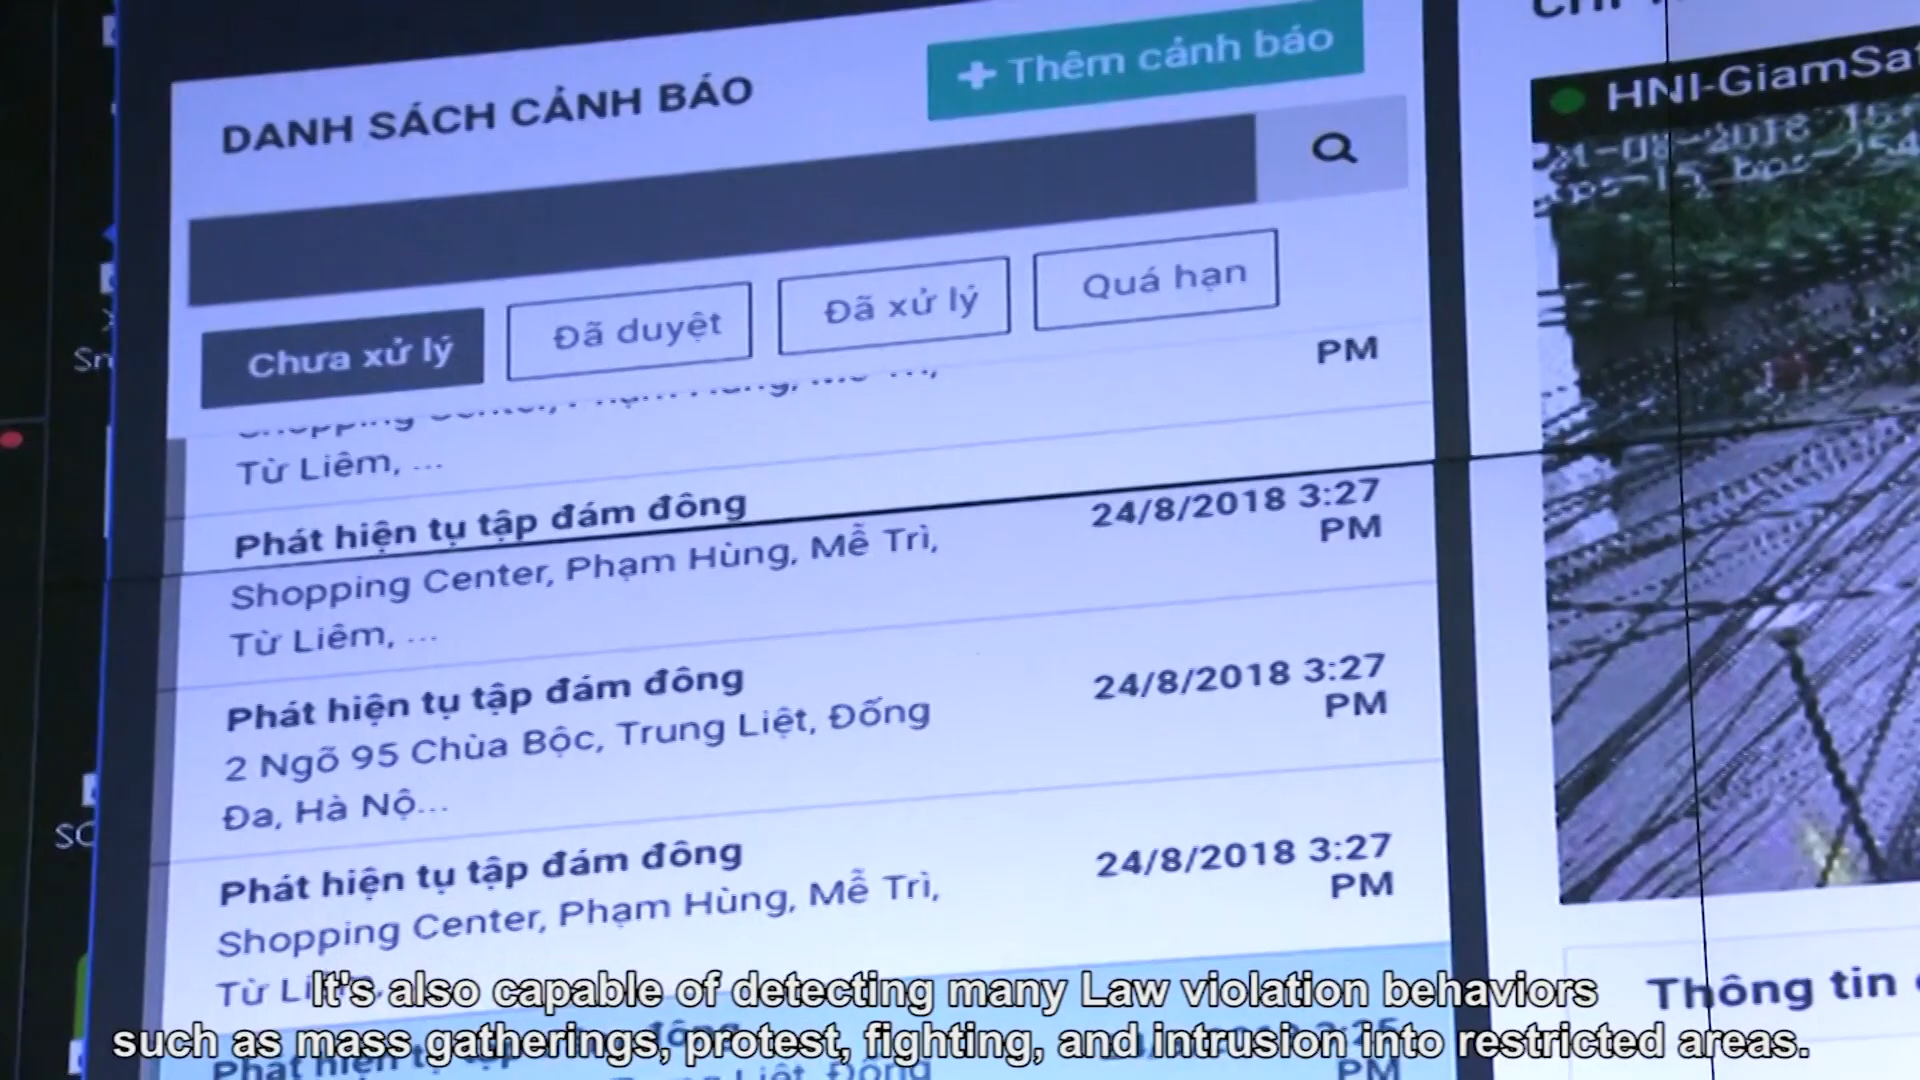 DANH SÁCH CẢNH BÁO
+ Thêm cảnh báo
Chưa xử lý
Đã duyệt
Đã xử lý
Quá hạn
PM
Từ Liêm, ...
Phát hiện tụ tập đám đông
24/8/2018 3:27
PM
Shopping Center, Phạm Hùng, Mễ Trì,
Từ Liêm, ...
Phát hiện tụ tập đám đông
24/8/2018 3:27
PM
2 Ngõ 95 Chùa Bộc, Trung Liệt, Đống
Đa, Hà Nộ...
Phát hiện tụ tập đám đông
24/8/2018 3:27
PM
Shopping Center, Phạm Hùng, Mễ Trì,
Từ
HNI-GiamSa
Thông tin
It's also capable of detecting many Law violation behaviors
such as mass gatherings, protest, fighting, and intrusion into restricted areas.
PM